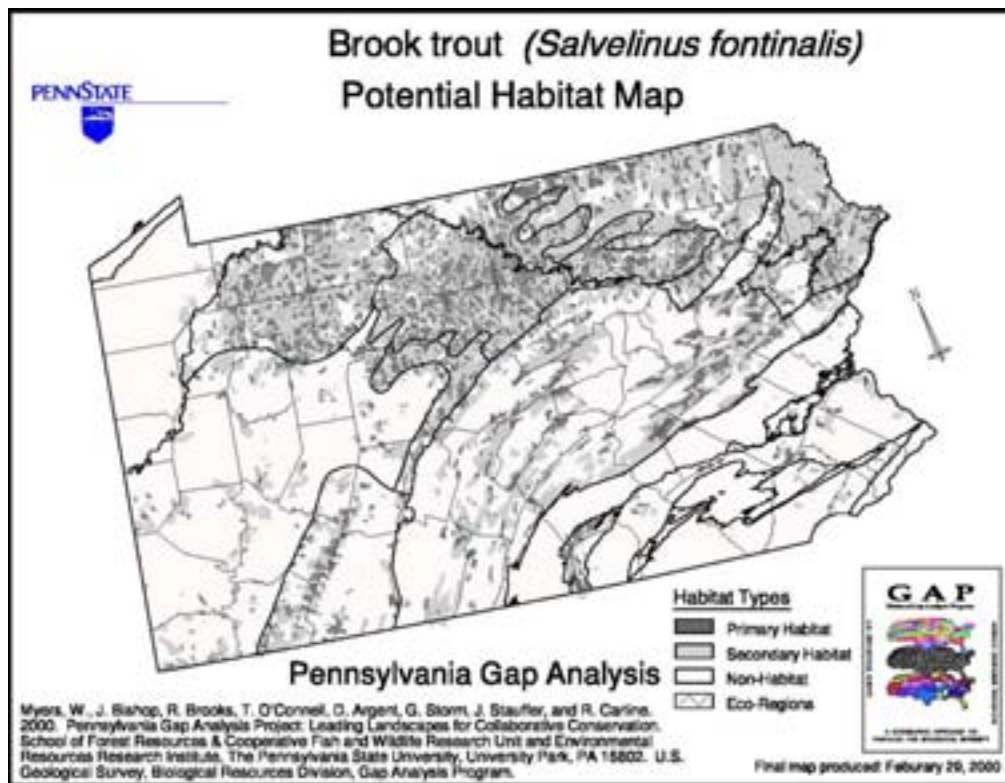 Brook trout (Salvelinus fontinalis)
Potential Habitat Map
PENNSTATE
N
Habitat Types
Primary Habitat
Secondary Habitat
Non-Habitat
Eco-Regions
Pennsylvania Gap Analysis
Myers, W., J. Bishop, R. Brooks, T. O'Connell, D. Argent, G. Storm, J. Stauffer, and R. Carline.
2000. Pennsylvania Gap Analysis Project: Leading Landscapes for Collaborative Conservation.
School of Forest Resources & Cooperative Fish and Wildlife Research Unit and Environmental
Resources Research Institute, The Pennsylvania State University, University Park, PA 15802. U.S.
Geological Survey, Biological Resources Division, Gap Analysis Program.
GAP
Final map produced: Feburary 29, 2000